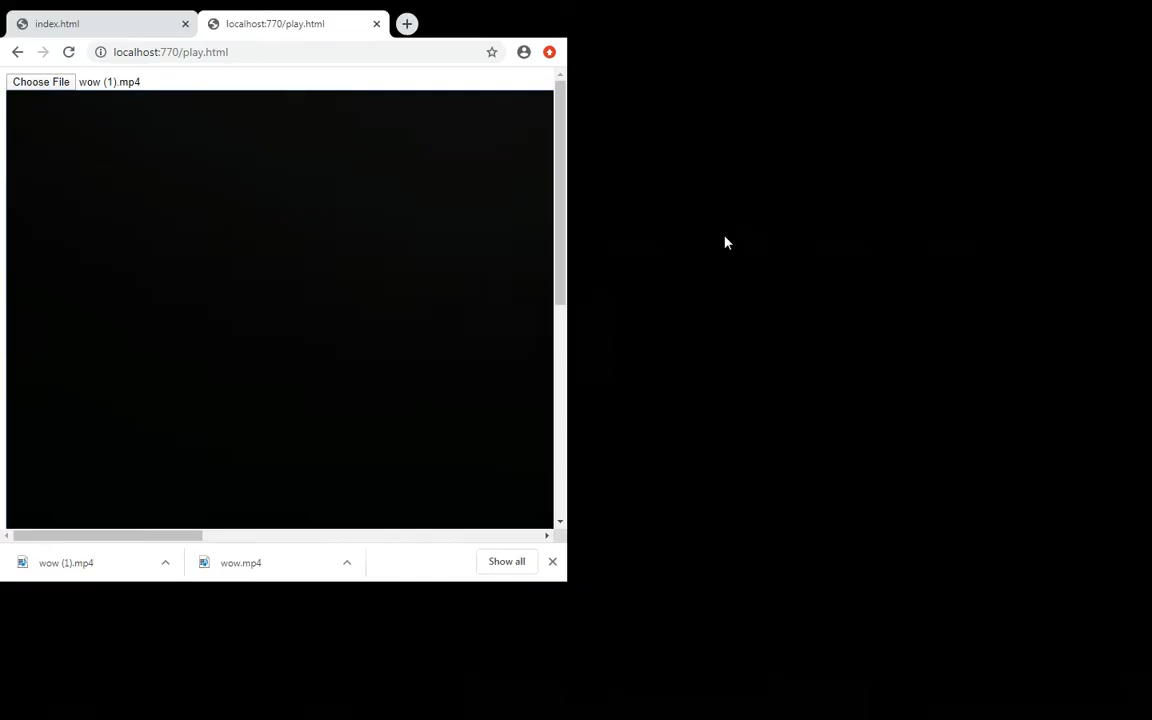 index.html
localhost:770/play.html
localhost:770/play.html
Choose File wow (1).mp4
wow (1).mp4
wow.mp4
Show all